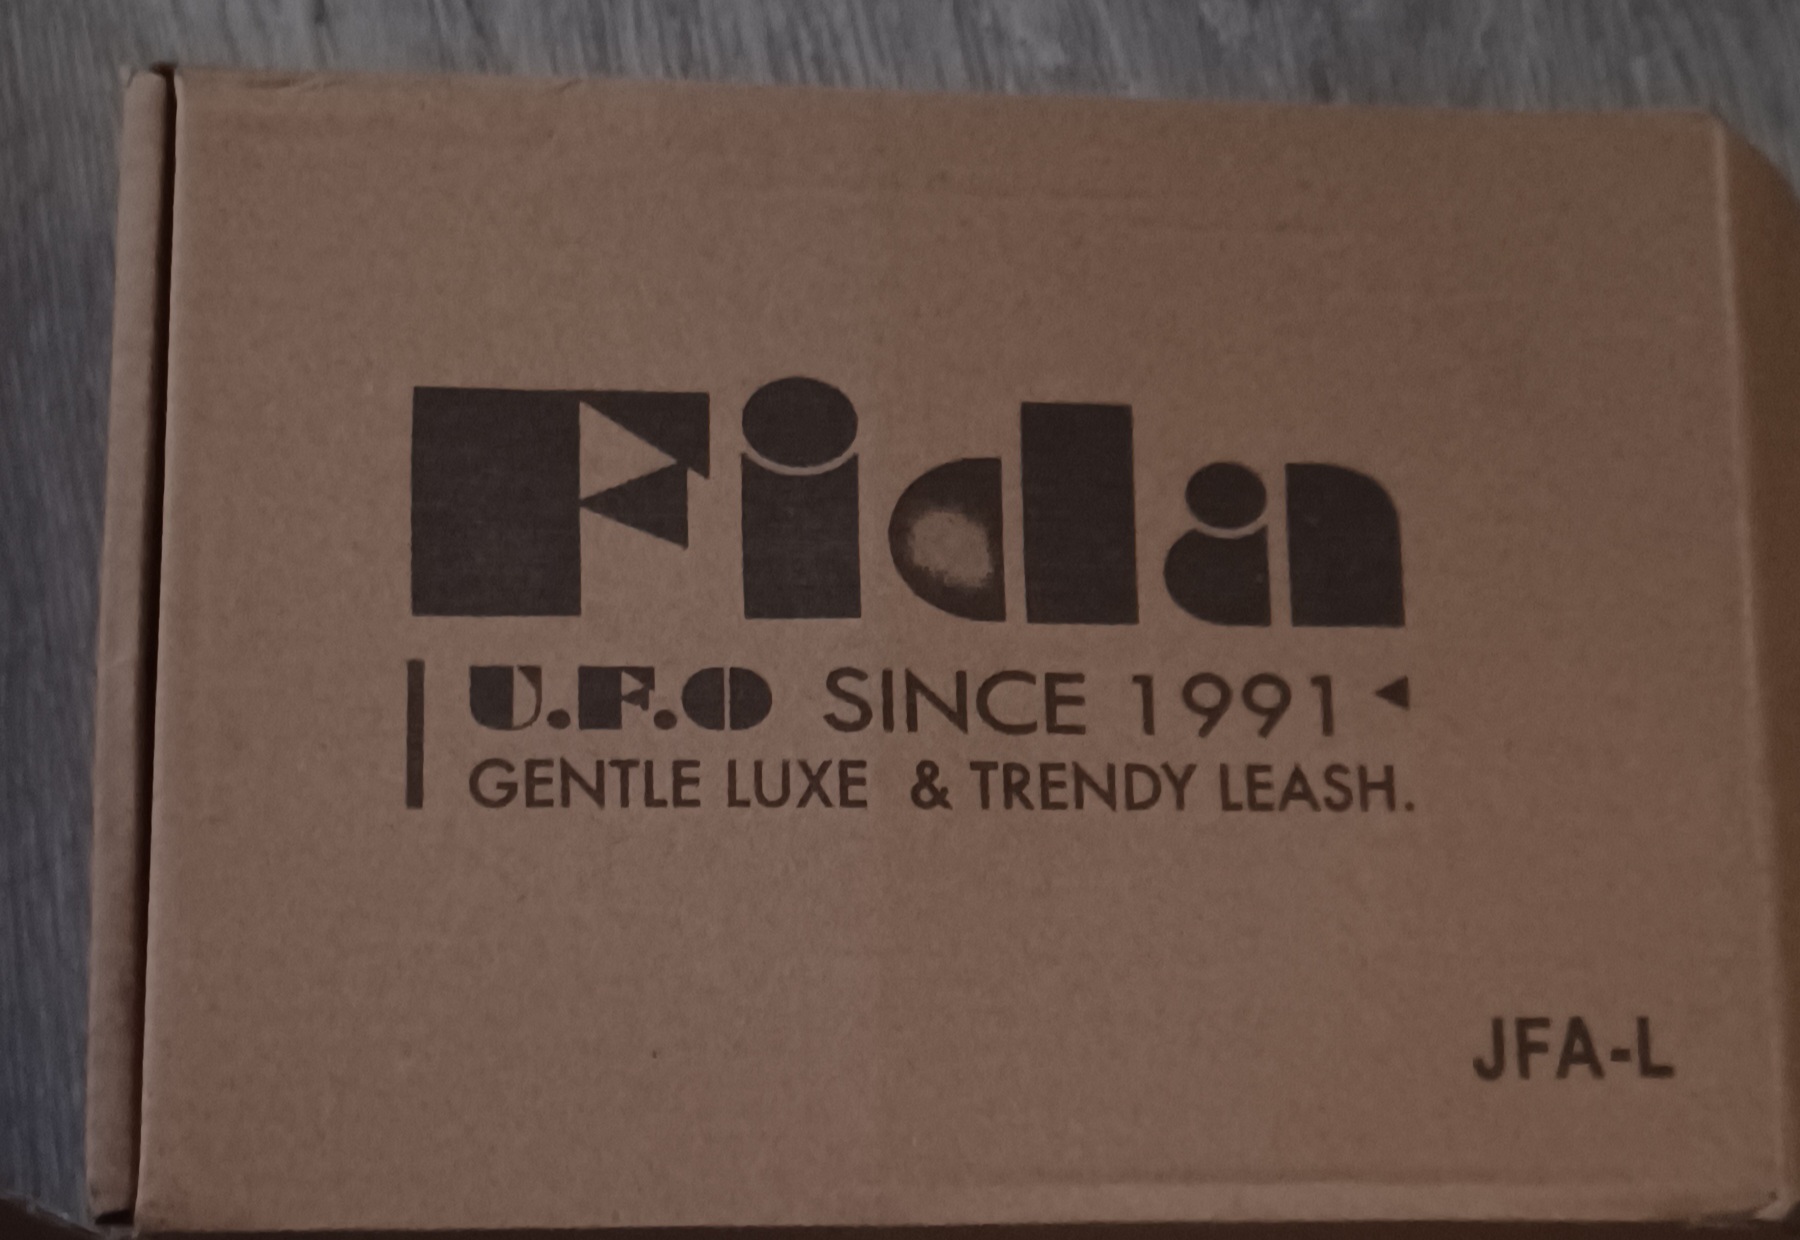 Fida
U.F.O SINCE 1991
GENTLE LUXE & TRENDY LEASH.
JFA-L